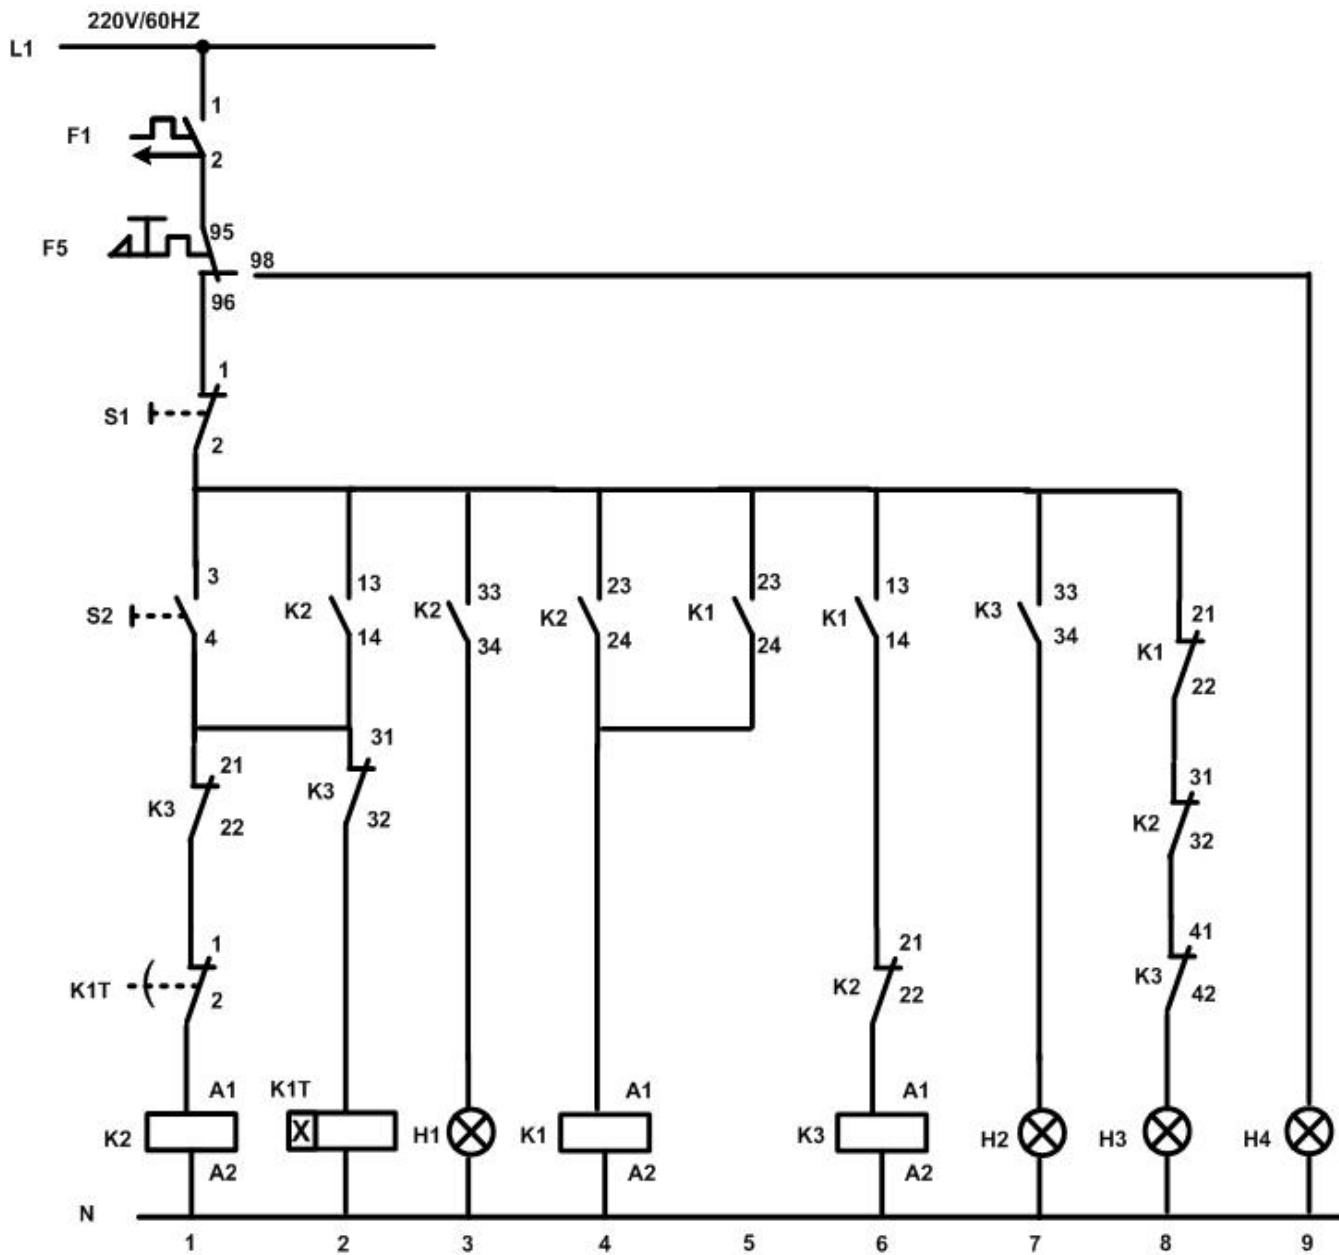 220V/60HZ
L1
1
F1
2
95
F5
98
96
1
S1
2
3 13 33 23 23 13 33 21
S2 4 K2 14 K2 34 K2 24 K1 24 K1 14 K3 34 K1 22
21 31 31
K3 22 K3 32 K2 32
1 21 41
K1T 2 K2 22 K3 42
A1 K1T A1 A1
K2 X H1 K1 K3 H2 H3 H4
A2 A2 A2
N
1 2 3 4 5 6 7 8 9